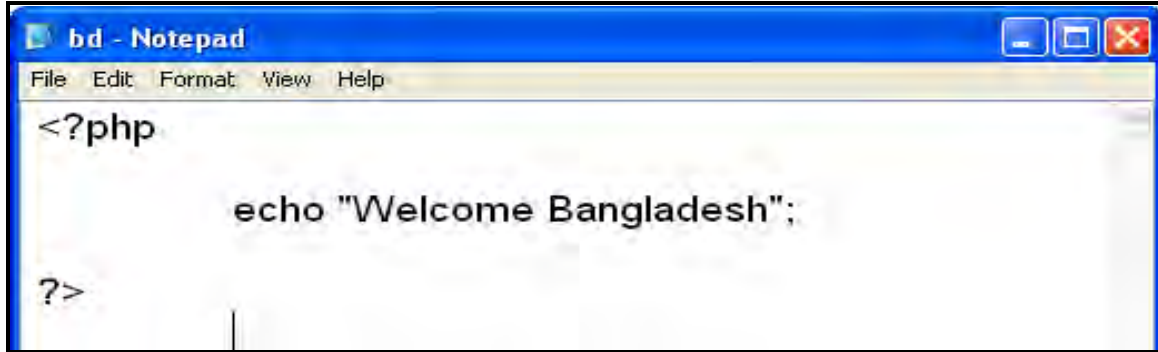 bd - Notepad
File Edit Format View Help
<?php
echo "Welcome Bangladesh";
?>